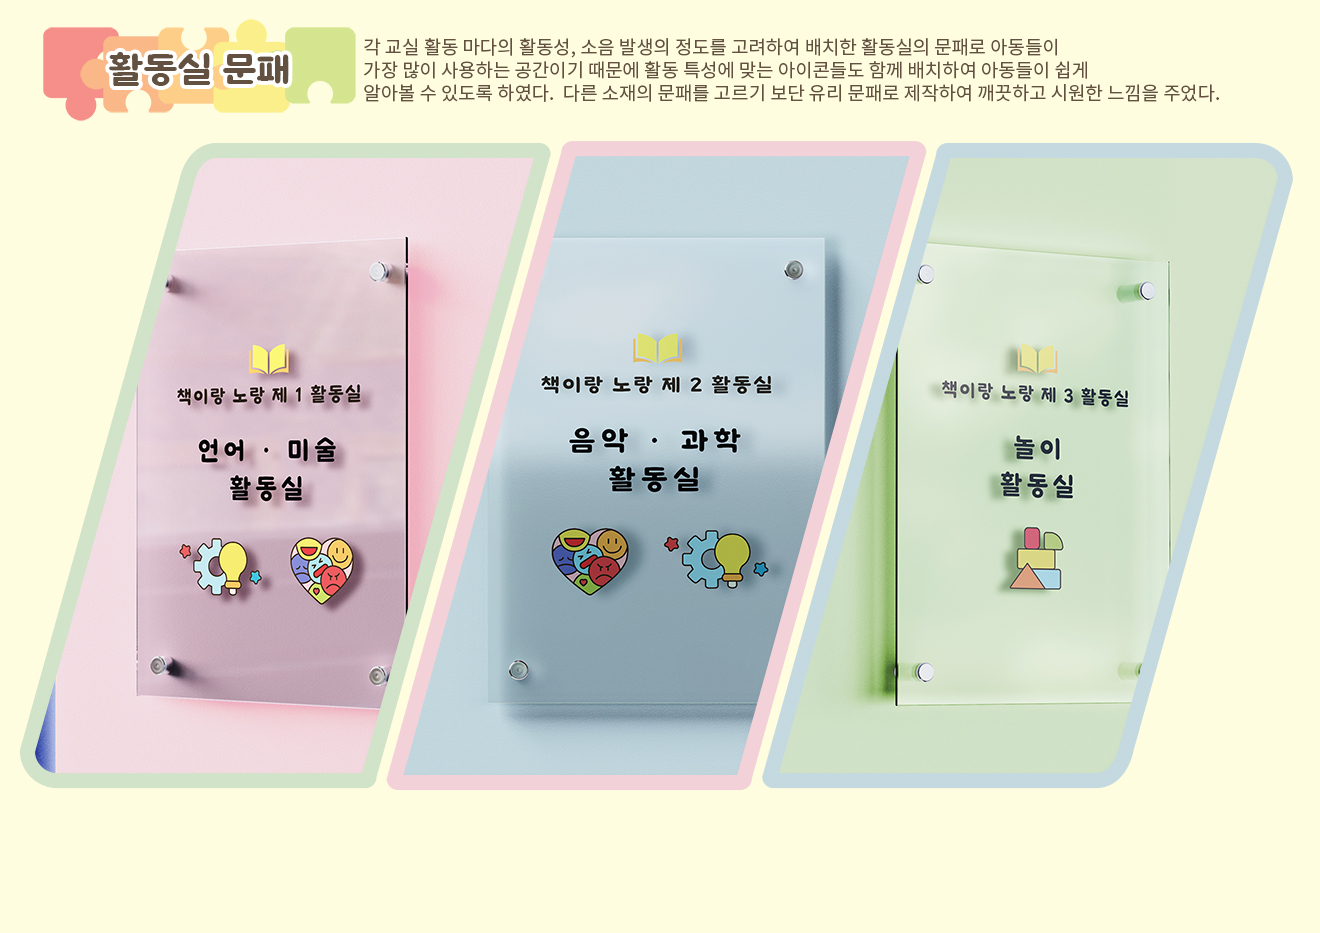 활동실 문패
각 교실 활동 마다의 활동성, 소음 발생의 정도를 고려하여 배치한 활동실의 문패로 아동들이
가장 많이 사용하는 공간이기 때문에 활동 특성에 맞는 아이콘들도 함께 배치하여 아동들이 쉽게
알아볼 수 있도록 하였다. 다른 소재의 문패를 고르기 보단 유리 문패로 제작하여 깨끗하고 시원한 느낌을 주었다.
책이랑 노랑 제 1 활동실
언어 · 미술
활동실
책이랑 노랑 제 2 활동실
음악 · 과학
활동실
책이랑 노랑 제 3 활동실
놀이
활동실